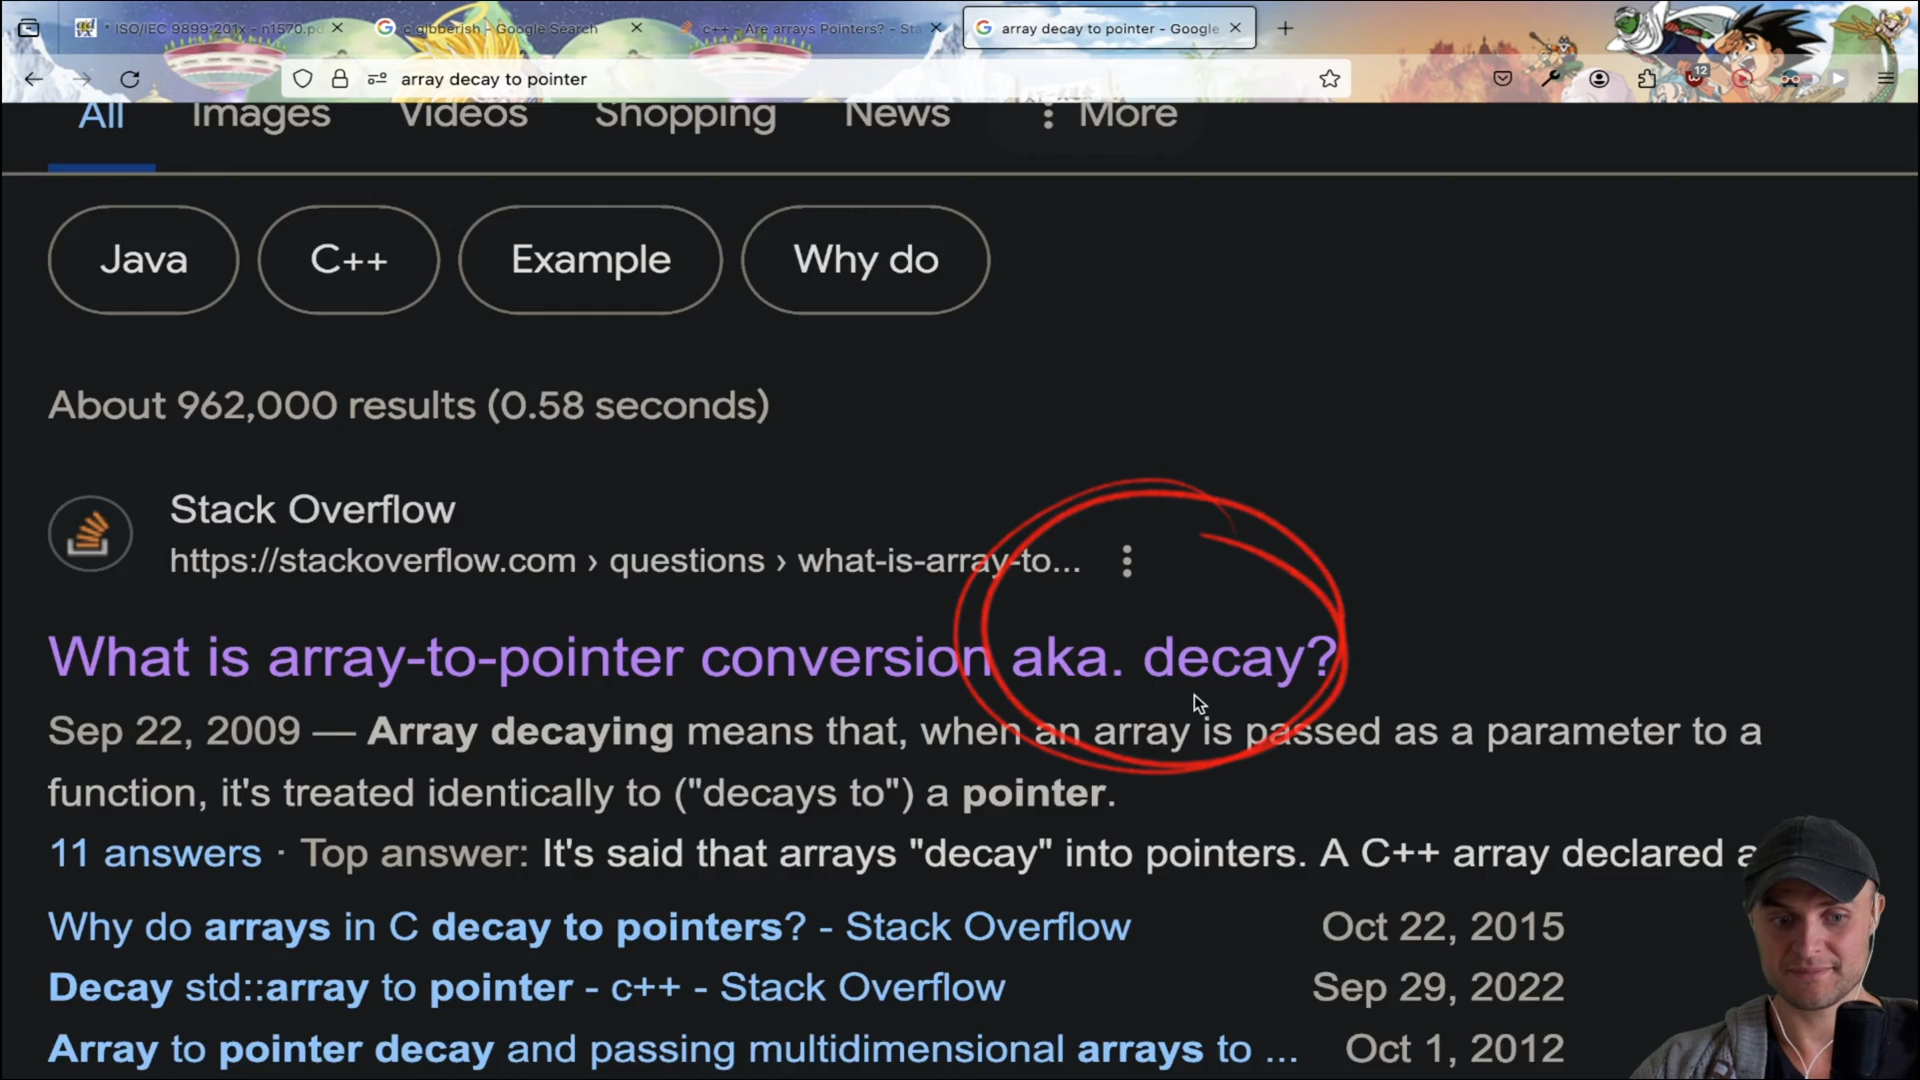 * ISO/IEC 9899:201x - n1570.pd
c gibberish - Google Search
c++ - Are arrays Pointers? - Sta
array decay to pointer - Google
array decay to pointer
12
All
Images
Videos
Shopping
News
More
Java
C++
Example
Why do
About 962,000 results (0.58 seconds)
Stack Overflow
https://stackoverflow.com › questions › what-is-array-to...
What is array-to-pointer conversion aka. decay?
Sep 22, 2009 — Array decaying means that, when an array is passed as a parameter to a
function, it's treated identically to ("decays to") a pointer.
11 answers · Top answer: It's said that arrays "decay" into pointers. A C++ array declared a
Why do arrays in C decay to pointers? - Stack Overflow
Oct 22, 2015
Decay std::array to pointer - c++ - Stack Overflow
Sep 29, 2022
Array to pointer decay and passing multidimensional arrays to ...
Oct 1, 2012